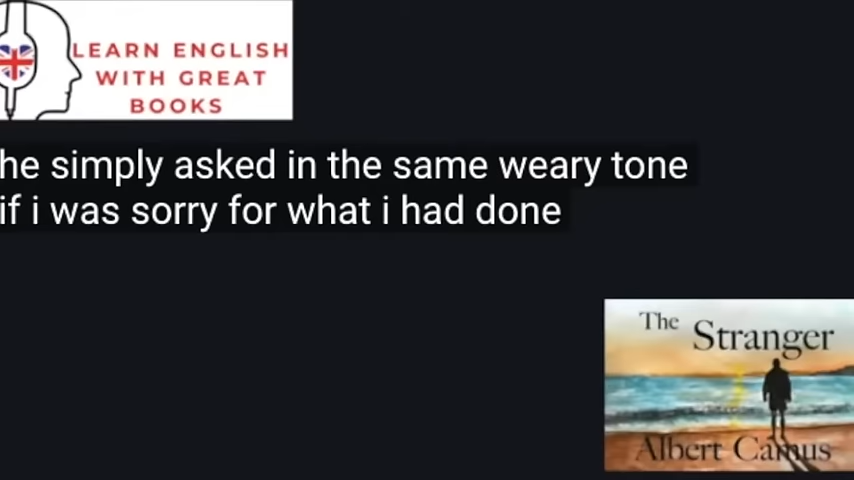 LEARN ENGLISH
WITH GREAT
BOOKS
he simply asked in the same weary tone
if i was sorry for what i had done
The Stranger
Albert Camus